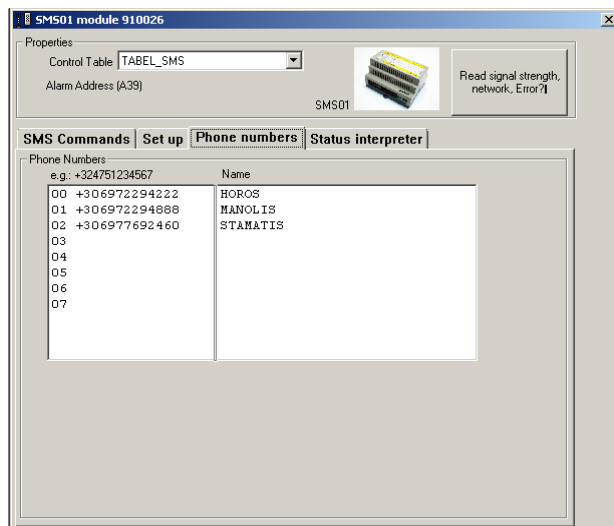 SMS01 module 910026
Properties
Control Table TABEL_SMS
Alarm Address (A39)
SMS01
Read signal strength,
network, Error?!
SMS Commands Set up Phone numbers Status interpreter
Phone Numbers
e.g.: +324751234567 Name
00 +306972294222 HOROS
01 +306972294888 MANOLIS
02 +306977692460 STAMATIS
03
04
05
06
07